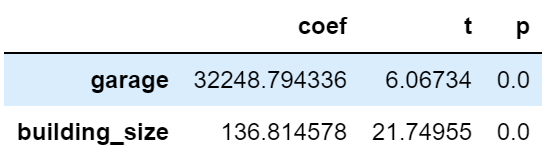 coef t p
garage 32248.794336 6.06734 0.0
building_size 136.814578 21.74955 0.0